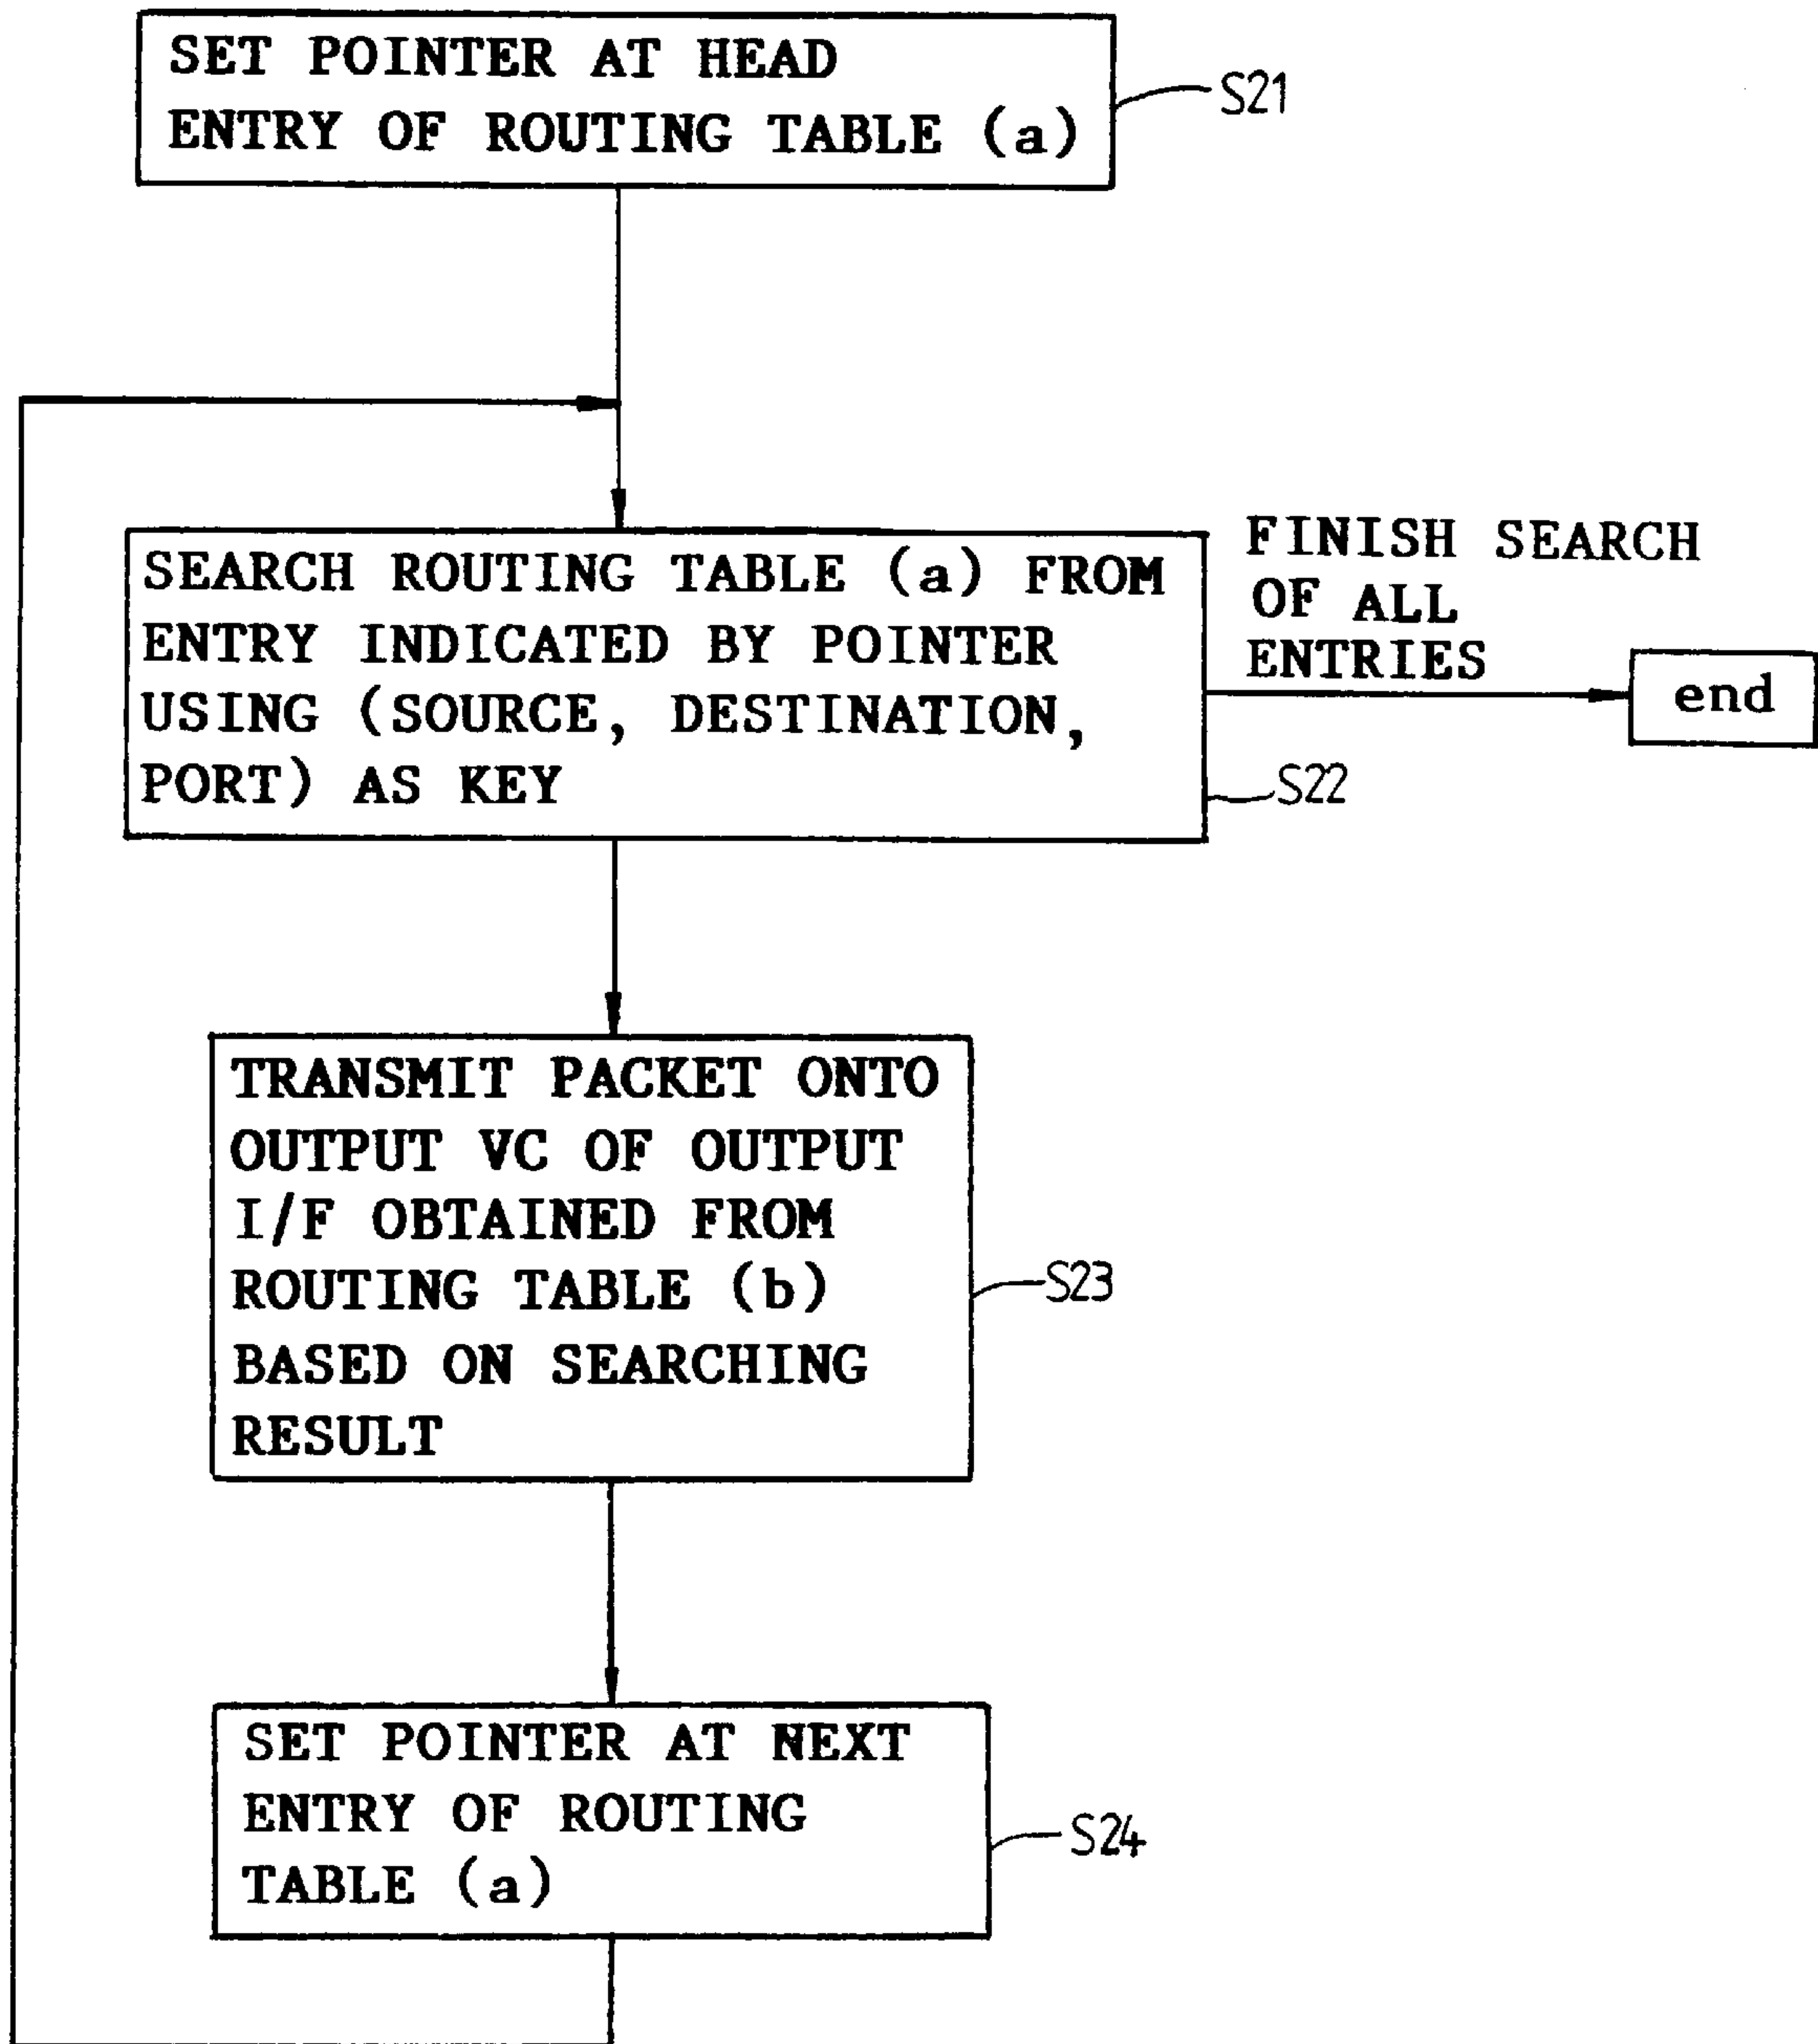 SET POINTER AT HEAD
ENTRY OF ROUTING TABLE (a)
S21
SEARCH ROUTING TABLE (a) FROM
ENTRY INDICATED BY POINTER
USING (SOURCE, DESTINATION,
PORT) AS KEY
S22
FINISH SEARCH
OF ALL
ENTRIES
end
TRANSMIT PACKET ONTO
OUTPUT VC OF OUTPUT
I/F OBTAINED FROM
ROUTING TABLE (b)
BASED ON SEARCHING
RESULT
S23
SET POINTER AT NEXT
ENTRY OF ROUTING
TABLE (a)
S24